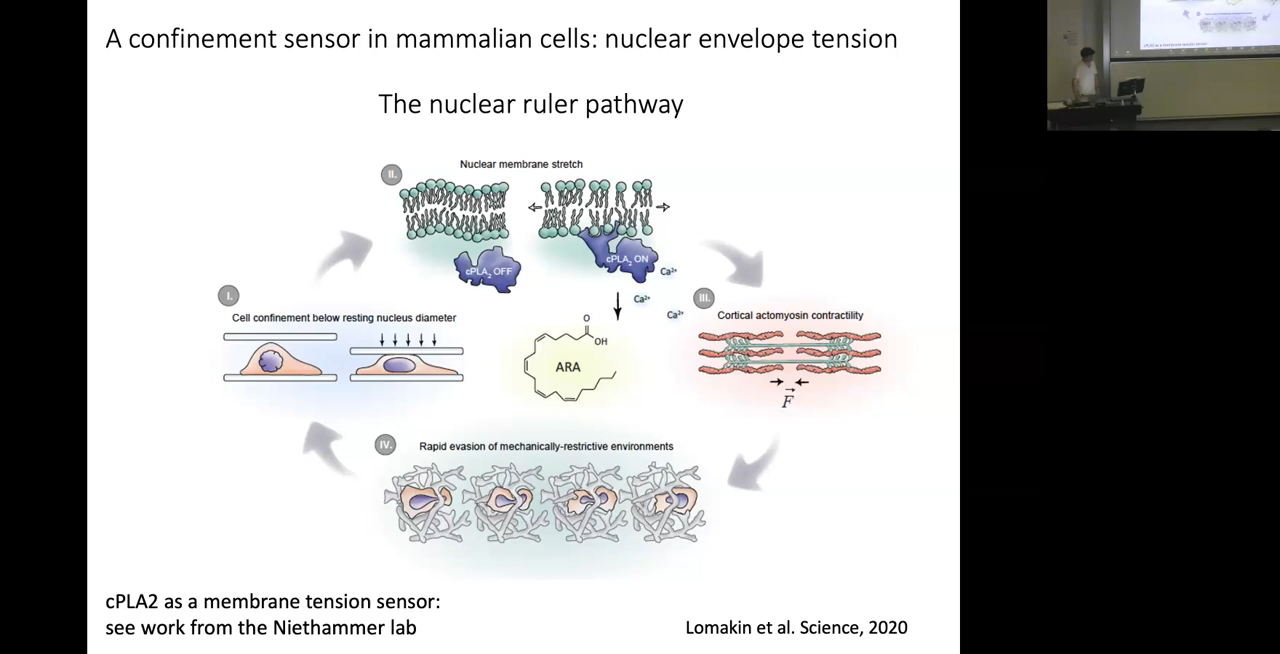 A confinement sensor in mammalian cells: nuclear envelope tension
The nuclear ruler pathway
II.
Nuclear membrane stretch
cPLA₂ OFF
cPLA₂ ON
Ca²⁺
Ca²⁺
Ca²⁺
I.
Cell confinement below resting nucleus diameter
III.
Cortical actomyosin contractility
O
OH
ARA
F
IV.
Rapid evasion of mechanically-restrictive environments
cPLA2 as a membrane tension sensor:
see work from the Niethammer lab
Lomakin et al. Science, 2020